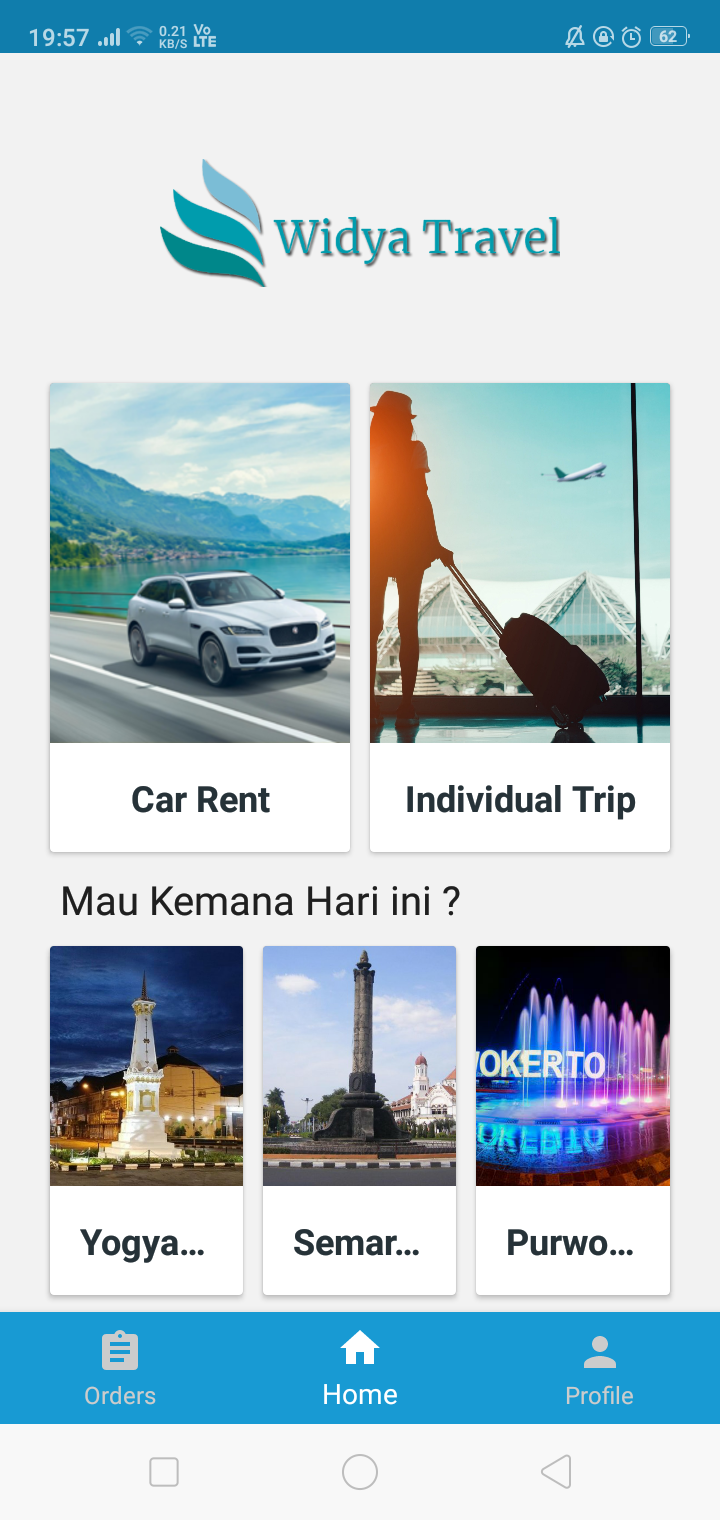 19:57 0.21 KB/S Vo LTE 62
Widya Travel
Car Rent
Individual Trip
Mau Kemana Hari ini ?
WOKERTO
Yogya...
Semar...
Purwo...
Orders
Home
Profile